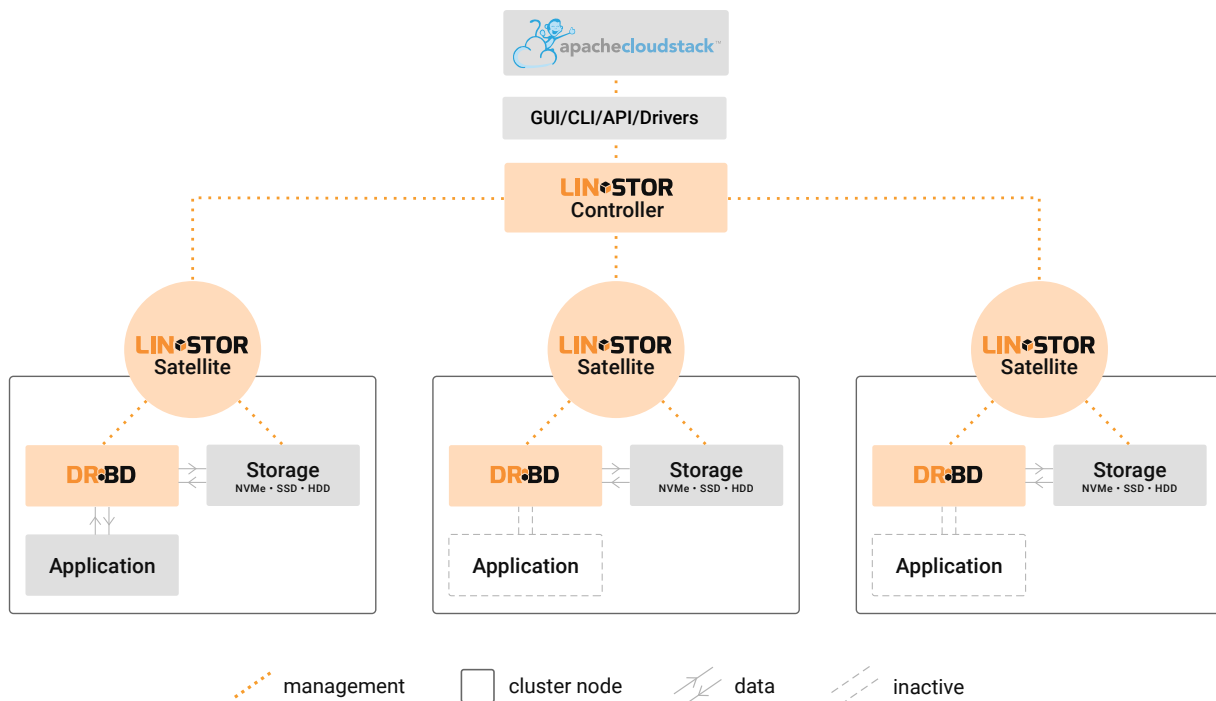 apachecloudstack™
GUI/CLI/API/Drivers
LINSTOR
Controller
LINSTOR
Satellite
LINSTOR
Satellite
LINSTOR
Satellite
DRBD
Storage
NVMe • SSD • HDD
Application
DRBD
Storage
NVMe • SSD • HDD
Application
DRBD
Storage
NVMe • SSD • HDD
Application
management
cluster node
data
inactive